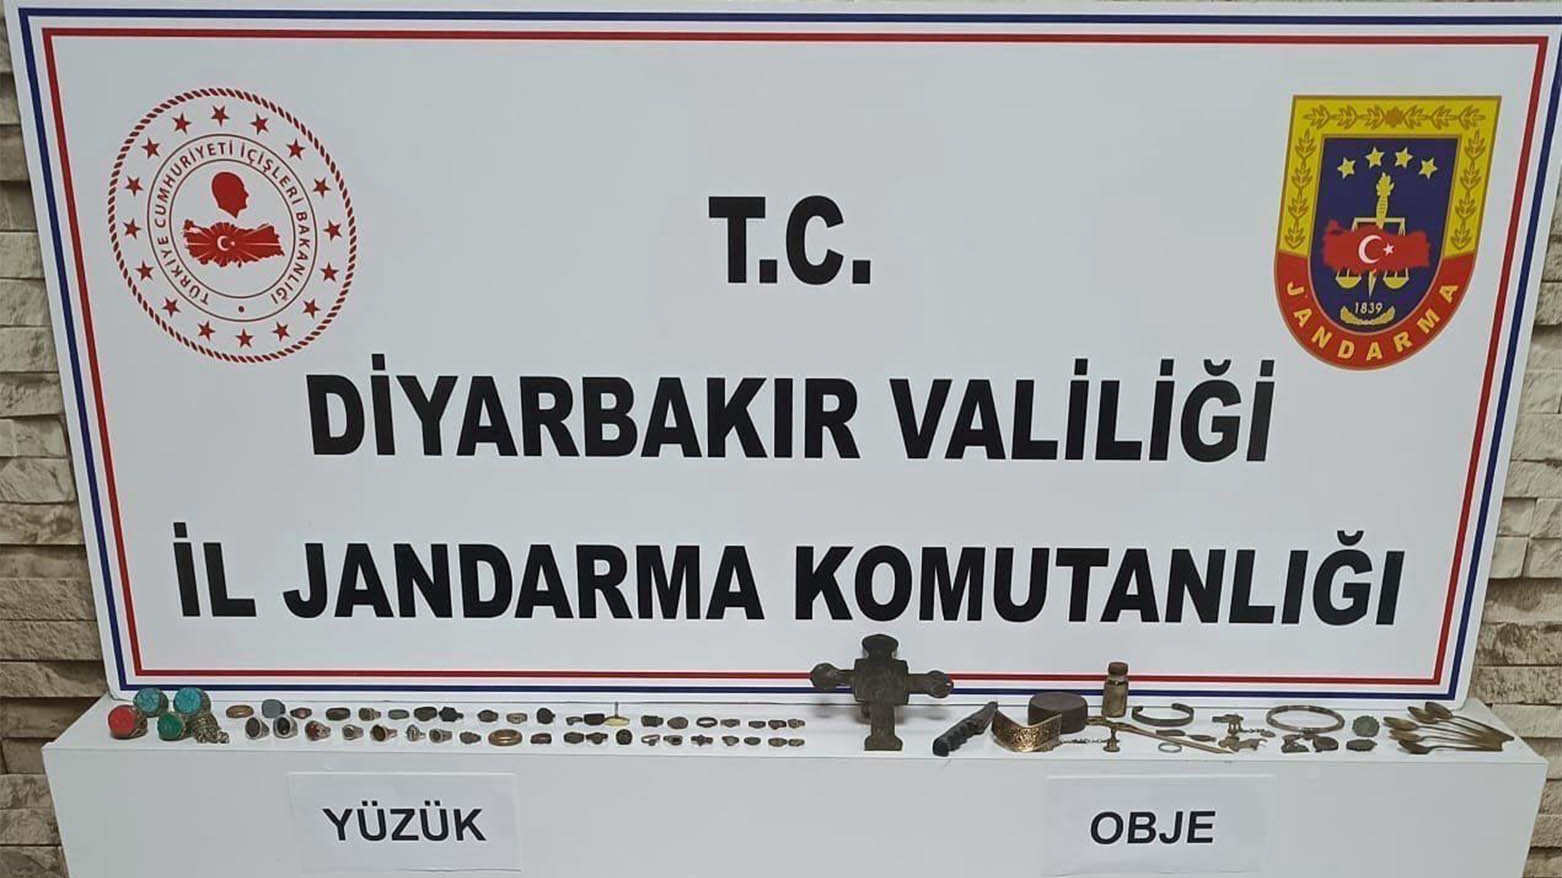 TÜRKİYE CUMHURİYETİ İÇİŞLERİ BAKANLIĞI
T.C.
1839
JANDARMA
DİYARBAKIR VALİLİĞİ
İL JANDARMA KOMUTANLIĞI
YÜZÜK
OBJE